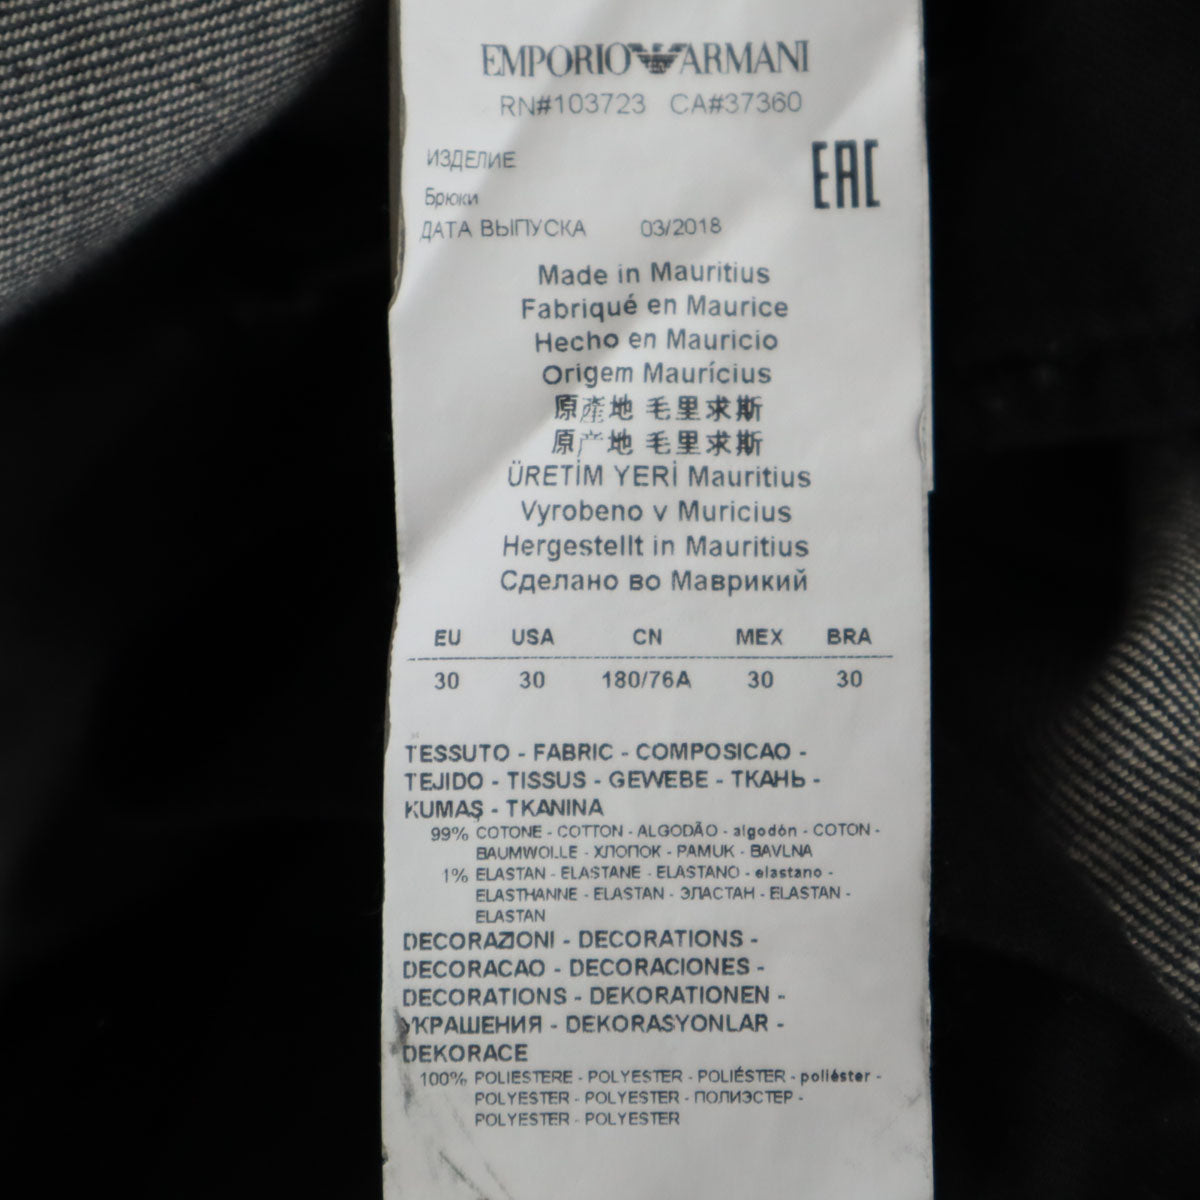 EMPORIO ARMANI
RN#103723 CA#37360
ИЗДЕЛИЕ
EAC
Брюки
ДАТА ВЫПУСКА 03/2018
Made in Mauritius
Fabriqué en Maurice
Hecho en Mauricio
Origem Maurícius
原產地 毛里求斯
原产地 毛里求斯
ÜRETİM YERİ Mauritius
Vyrobeno v Muricius
Hergestellt in Mauritius
Сделано во Маврикий
EU USA CN MEX BRA
30 30 180/76A 30 30
TESSUTO - FABRIC - COMPOSICAO -
TEJIDO - TISSUS - GEWEBE - ТКАНЬ -
KUMAŞ - TKANINA
99% COTONE - COTTON - ALGODÃO - algodón - COTON -
BAUMWOLLE - ХЛОПОК - PAMUK - BAVLNA
1% ELASTAN - ELASTANE - ELASTANO - elastano -
ELASTHANNE - ELASTAN - ЭЛАСТАН - ELASTAN -
ELASTAN
DECORAZIONI - DECORATIONS -
DECORACAO - DECORACIONES -
DECORATIONS - DEKORATIONEN -
УКРАШЕНИЯ - DEKORASYONLAR -
DEKORACE
100% POLIESTERE - POLYESTER - POLIÉSTER - poliéster -
POLYESTER - POLYESTER - ПОЛИЭСТЕР -
POLYESTER - POLYESTER